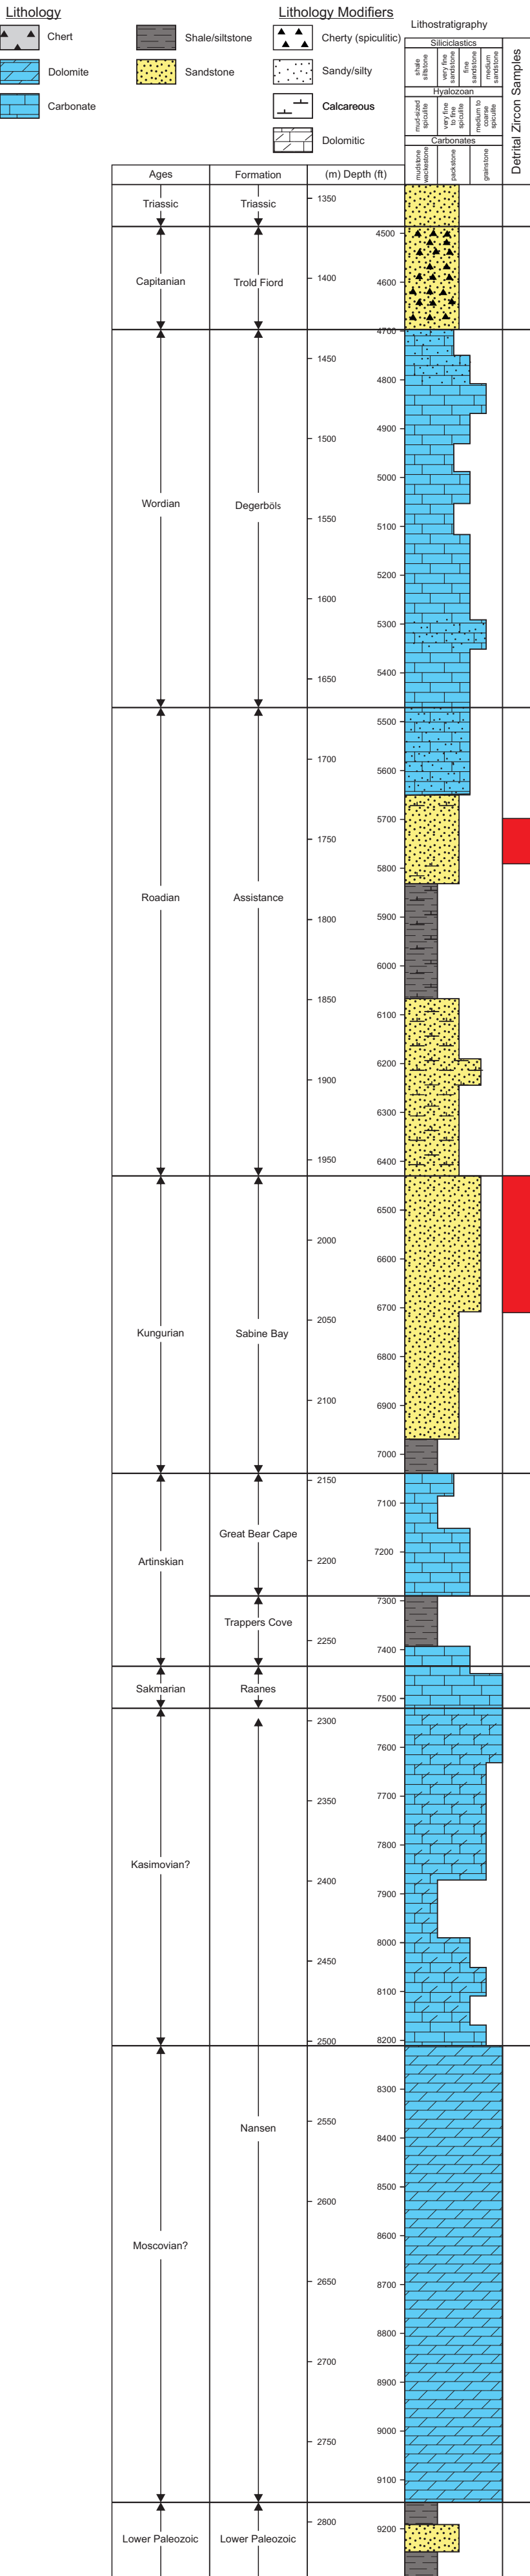 Lithology
Chert
Dolomite
Carbonate
Shale/siltstone
Sandstone
Lithology Modifiers
Cherty (spiculitic)
Sandy/silty
Calcareous
Dolomitic
Lithostratigraphy
Siliciclastics
shale
siltstone
very fine
sandstone
fine
sandstone
medium
sandstone
Hyalozoan
mud-sized
spiculite
very fine
to fine
spiculite
medium to
coarse
spiculite
Carbonates
mudstone
wackestone
packstone
grainstone
Detrital Zircon Samples
Ages
Formation
(m) Depth (ft)
Triassic
Triassic
1350
4500
Capitanian
Trold Fiord
1400
4600
4700
1450
4800
4900
1500
5000
Wordian
Degerböls
1550
5100
5200
1600
5300
1650
5400
5500
1700
5600
5700
1750
5800
Roadian
Assistance
1800
5900
6000
1850
6100
6200
1900
6300
1950
6400
6500
2000
6600
2050
6700
Kungurian
Sabine Bay
6800
2100
6900
7000
2150
7100
Great Bear Cape
7200
Artinskian
2200
7300
Trappers Cove
2250
7400
Sakmarian
Raanes
7500
2300
7600
2350
7700
7800
Kasimovian?
2400
7900
8000
2450
8100
2500
8200
8300
2550
Nansen
8400
8500
2600
8600
Moscovian?
2650
8700
8800
2700
8900
9000
2750
9100
2800
9200
Lower Paleozoic
Lower Paleozoic